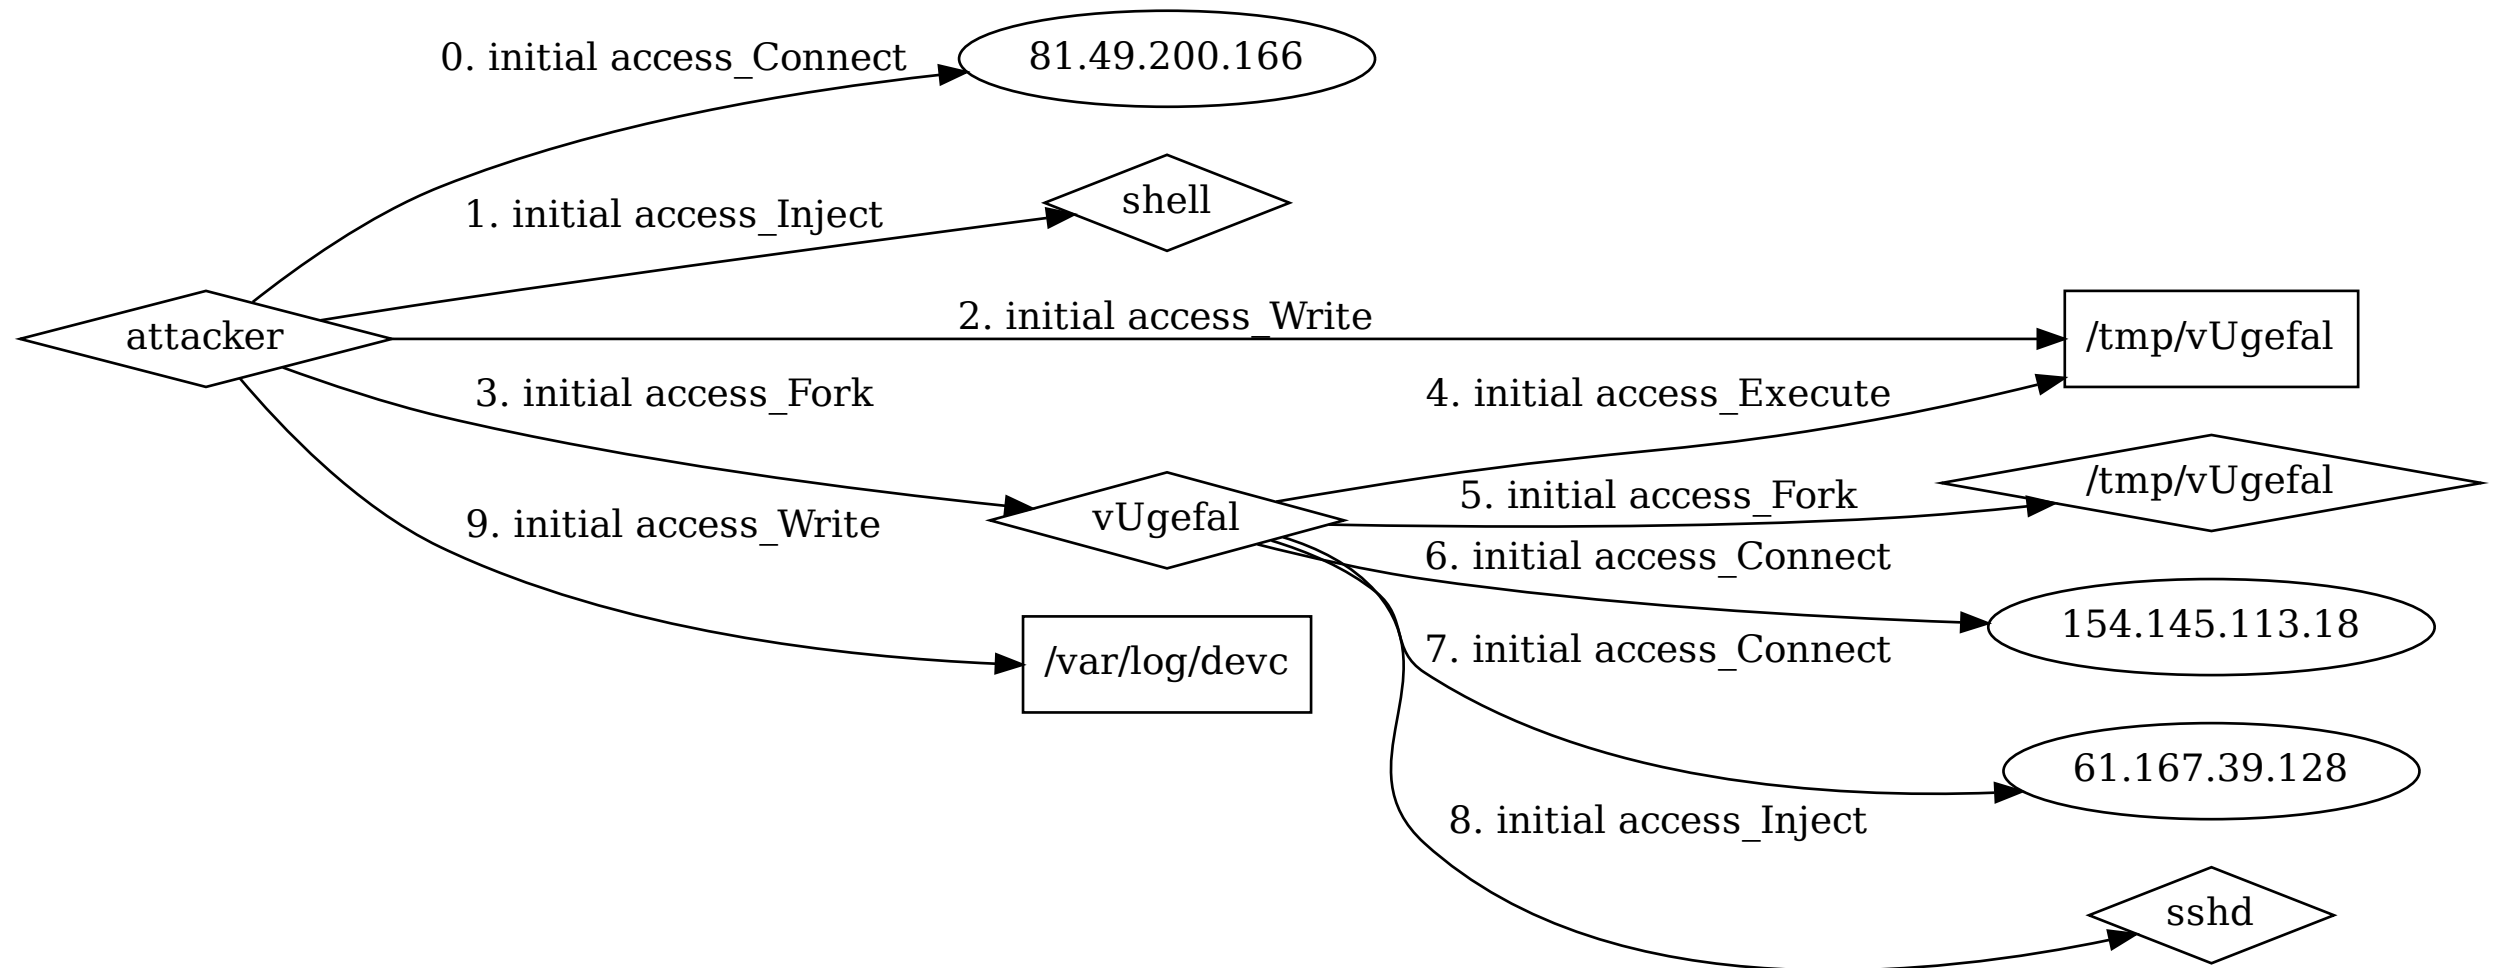 0. initial access_Connect
81.49.200.166
1. initial access_Inject
shell
attacker
2. initial access_Write
/tmp/vUgefal
3. initial access_Fork
4. initial access_Execute
vUgefal
5. initial access_Fork
/tmp/vUgefal
9. initial access_Write
6. initial access_Connect
154.145.113.18
/var/log/devc
7. initial access_Connect
61.167.39.128
8. initial access_Inject
sshd